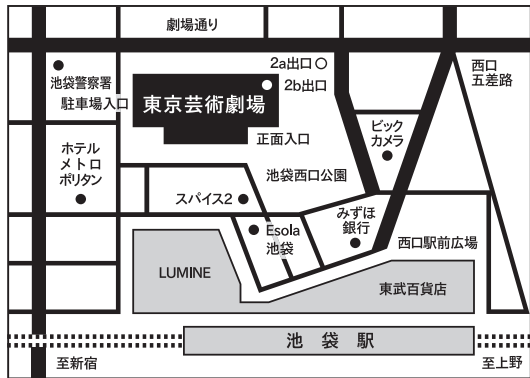 劇場通り
2a出口
2b出口
西口
五差路
池袋警察署
駐車場入口
東京芸術劇場
正面入口
ビック
カメラ
ホテル
メトロ
ポリタン
池袋西口公園
スパイス2
みずほ
銀行
Esola
池袋
西口駅前広場
LUMINE
東武百貨店
池袋駅
至新宿
至上野